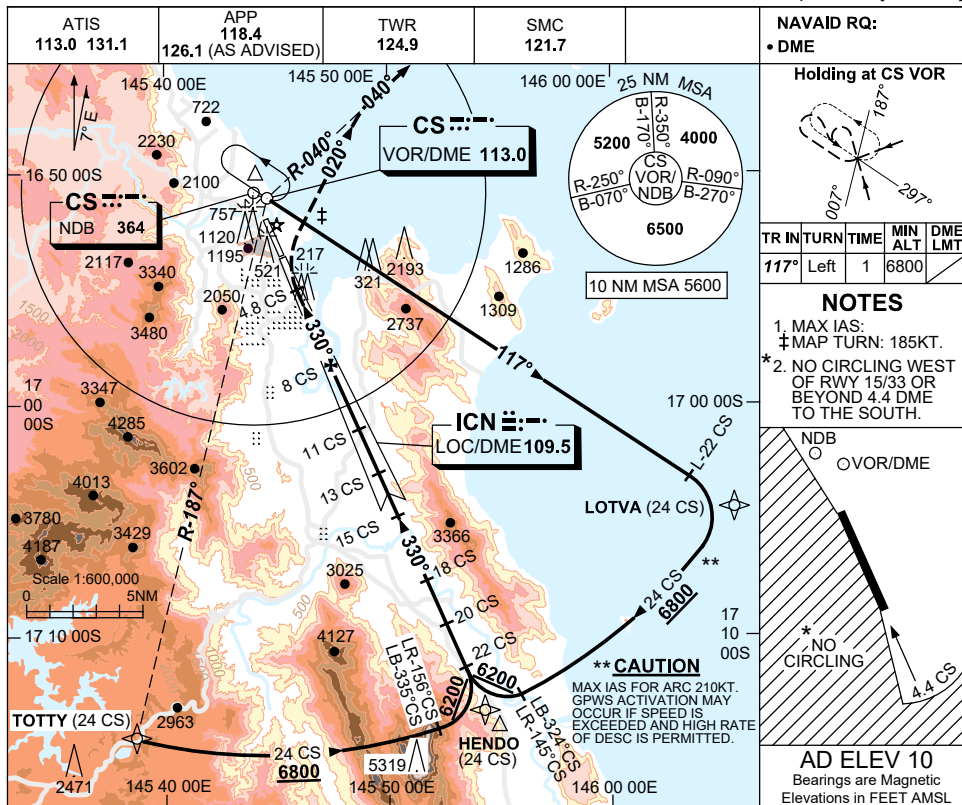 ATIS
113.0 131.1
APP
118.4
126.1 (AS ADVISED)
TWR
124.9
SMC
121.7
NAVAID RQ:
• DME
145 40 00E
145 50 00E
146 00 00E
7° E
722
2230
2100
16 50 00S
CS
VOR/DME 113.0
CS
NDB 364
R-040°
040°
020°
‡
25 NM MSA
5200
4000
6500
R-350°
B-170°
R-250°
B-070°
R-090°
B-270°
CS
VOR/
NDB
10 NM MSA 5600
757
1120
1195
521
217
2117
3340
3480
2050
4.8 CS
321
2193
2737
1286
1309
330°
8 CS
117°
1500
2000
17
00
00S
17 00 00S
3347
4285
4013
3780
4187
3429
3602
500
R-187°
11 CS
13 CS
15 CS
ICN
LOC/DME 109.5
L-22 CS
LOTVA (24 CS)
330°
3366
18 CS
20 CS
22 CS
24 CS
**
6800
Scale 1:600,000
0 5NM
17 10 00S
17
10
00S
3025
500
1000
4127
LR-156°CS
LB-335°CS
6200
6200
LB-324°CS
LR-145°CS
**CAUTION
MAX IAS FOR ARC 210KT.
GPWS ACTIVATION MAY
OCCUR IF SPEED IS
EXCEEDED AND HIGH RATE
OF DESC IS PERMITTED.
TOTTY (24 CS)
2963
24 CS
6800
2471
5319
HENDO
(24 CS)
145 40 00E
145 50 00E
146 00 00E
Holding at CS VOR
187°
007°
297°
TR IN TURN TIME MIN ALT DME LMT
117° Left 1 6800
NOTES
1. MAX IAS:
‡ MAP TURN: 185KT.
*2. NO CIRCLING WEST
OF RWY 15/33 OR
BEYOND 4.4 DME
TO THE SOUTH.
NDB
VOR/DME
* NO
CIRCLING
4.4 CS
AD ELEV 10
Bearings are Magnetic
Elevations in FEET AMSL